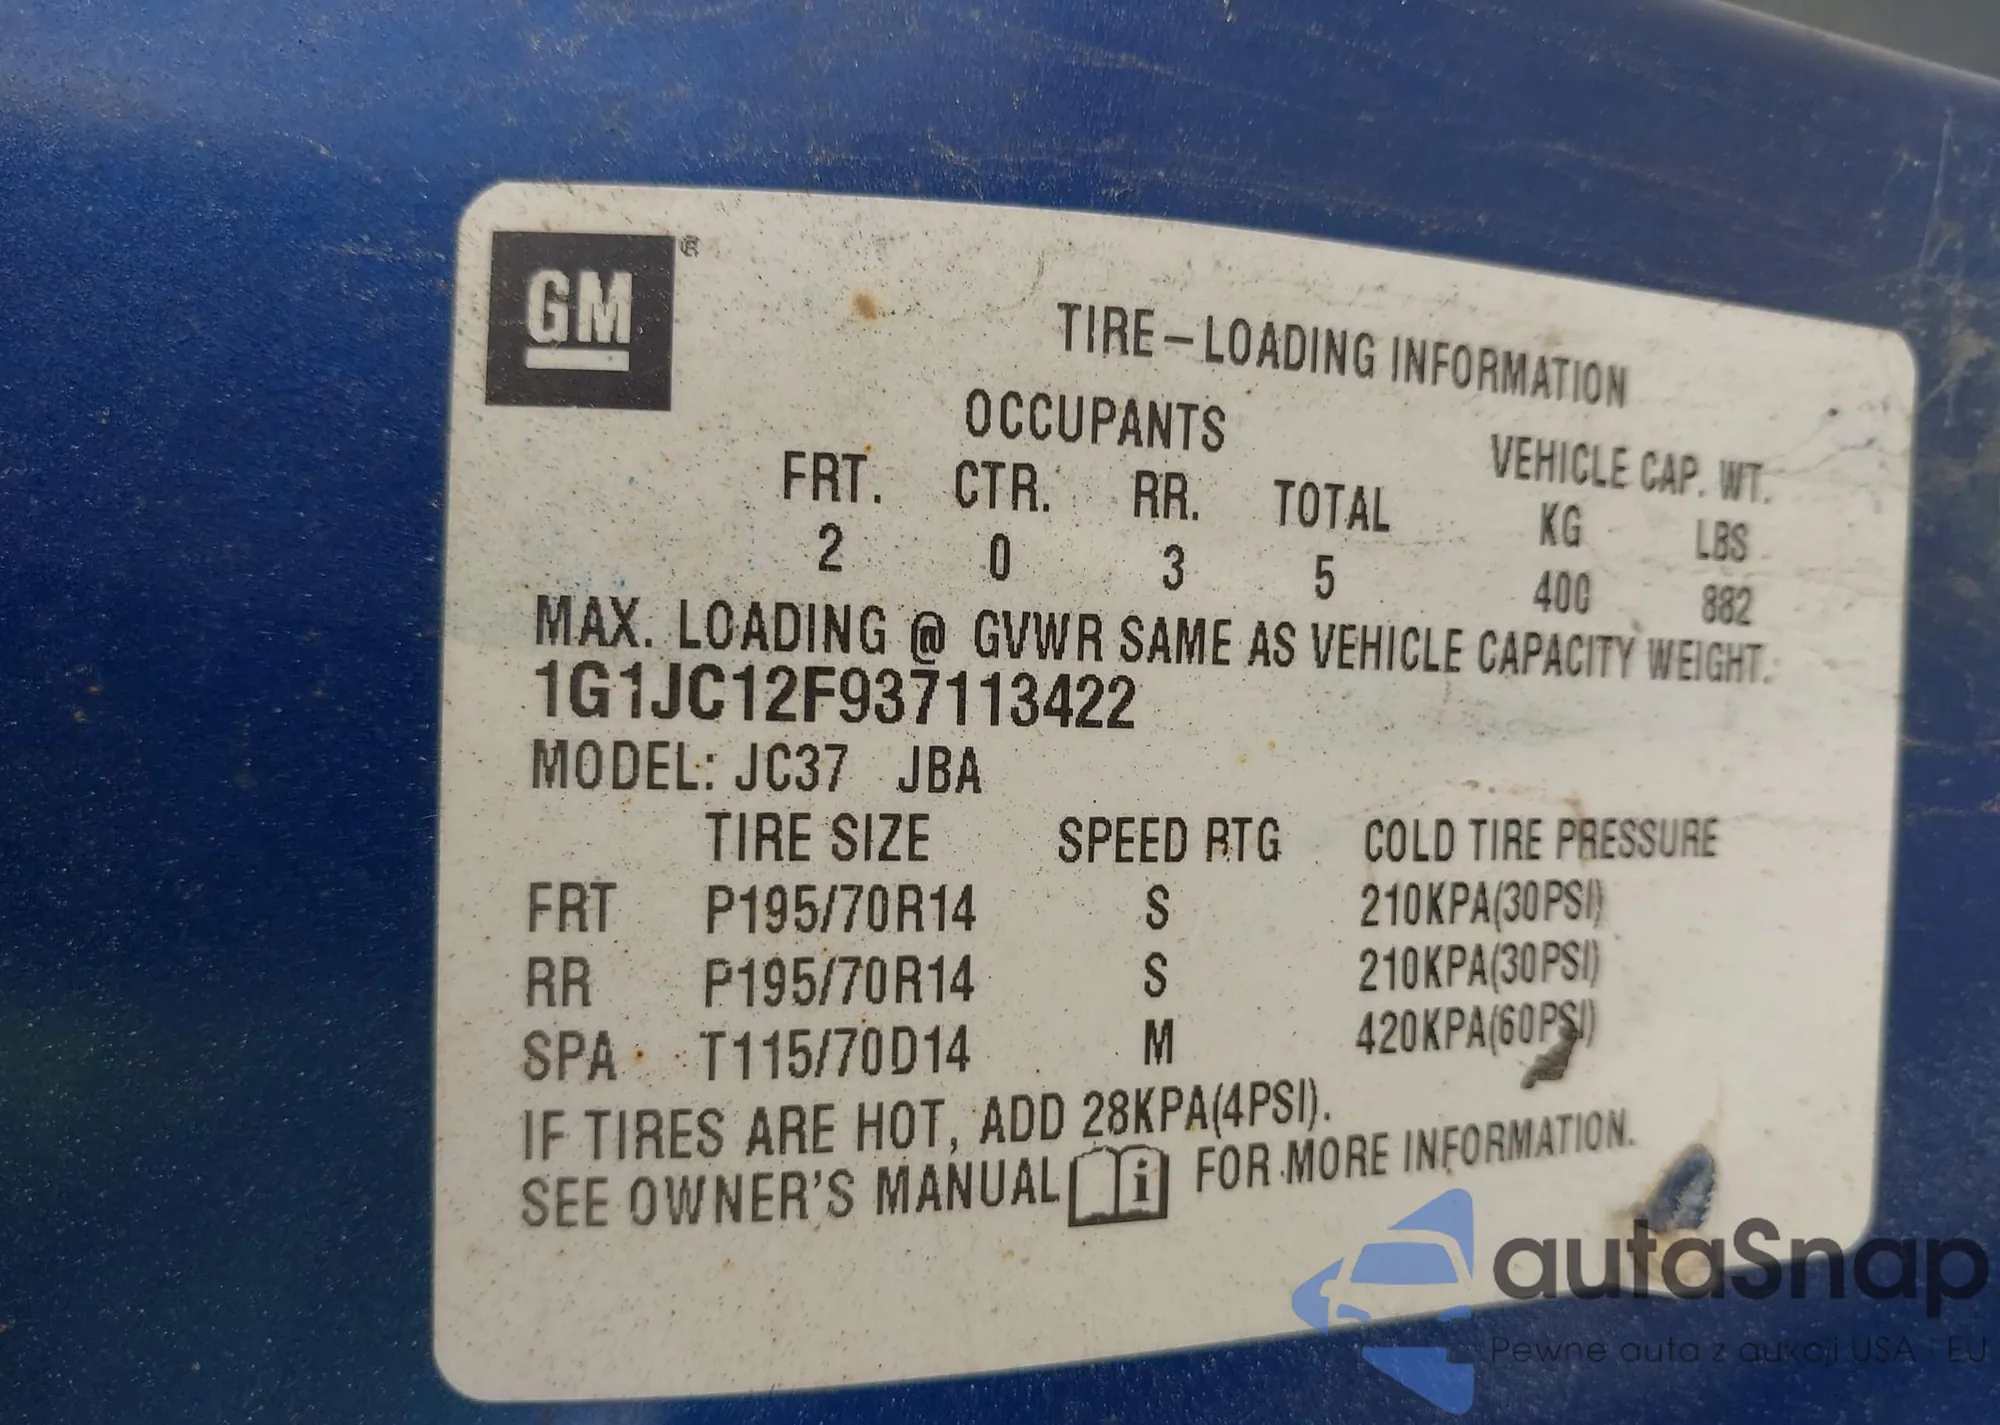 GM ®
TIRE – LOADING INFORMATION
OCCUPANTS VEHICLE CAP. WT.
FRT. CTR. RR. TOTAL KG LBS
2 0 3 5 400 882
MAX. LOADING @ GVWR SAME AS VEHICLE CAPACITY WEIGHT.
1G1JC12F937113422
MODEL: JC37 JBA
TIRE SIZE SPEED RTG COLD TIRE PRESSURE
FRT P195/70R14 S 210KPA(30PSI)
RR P195/70R14 S 210KPA(30PSI)
SPA T115/70D14 M 420KPA(60PSI)
IF TIRES ARE HOT, ADD 28KPA(4PSI).
SEE OWNER'S MANUAL i FOR MORE INFORMATION.
autaSnap
Pewne auta z aukcji USA i EU